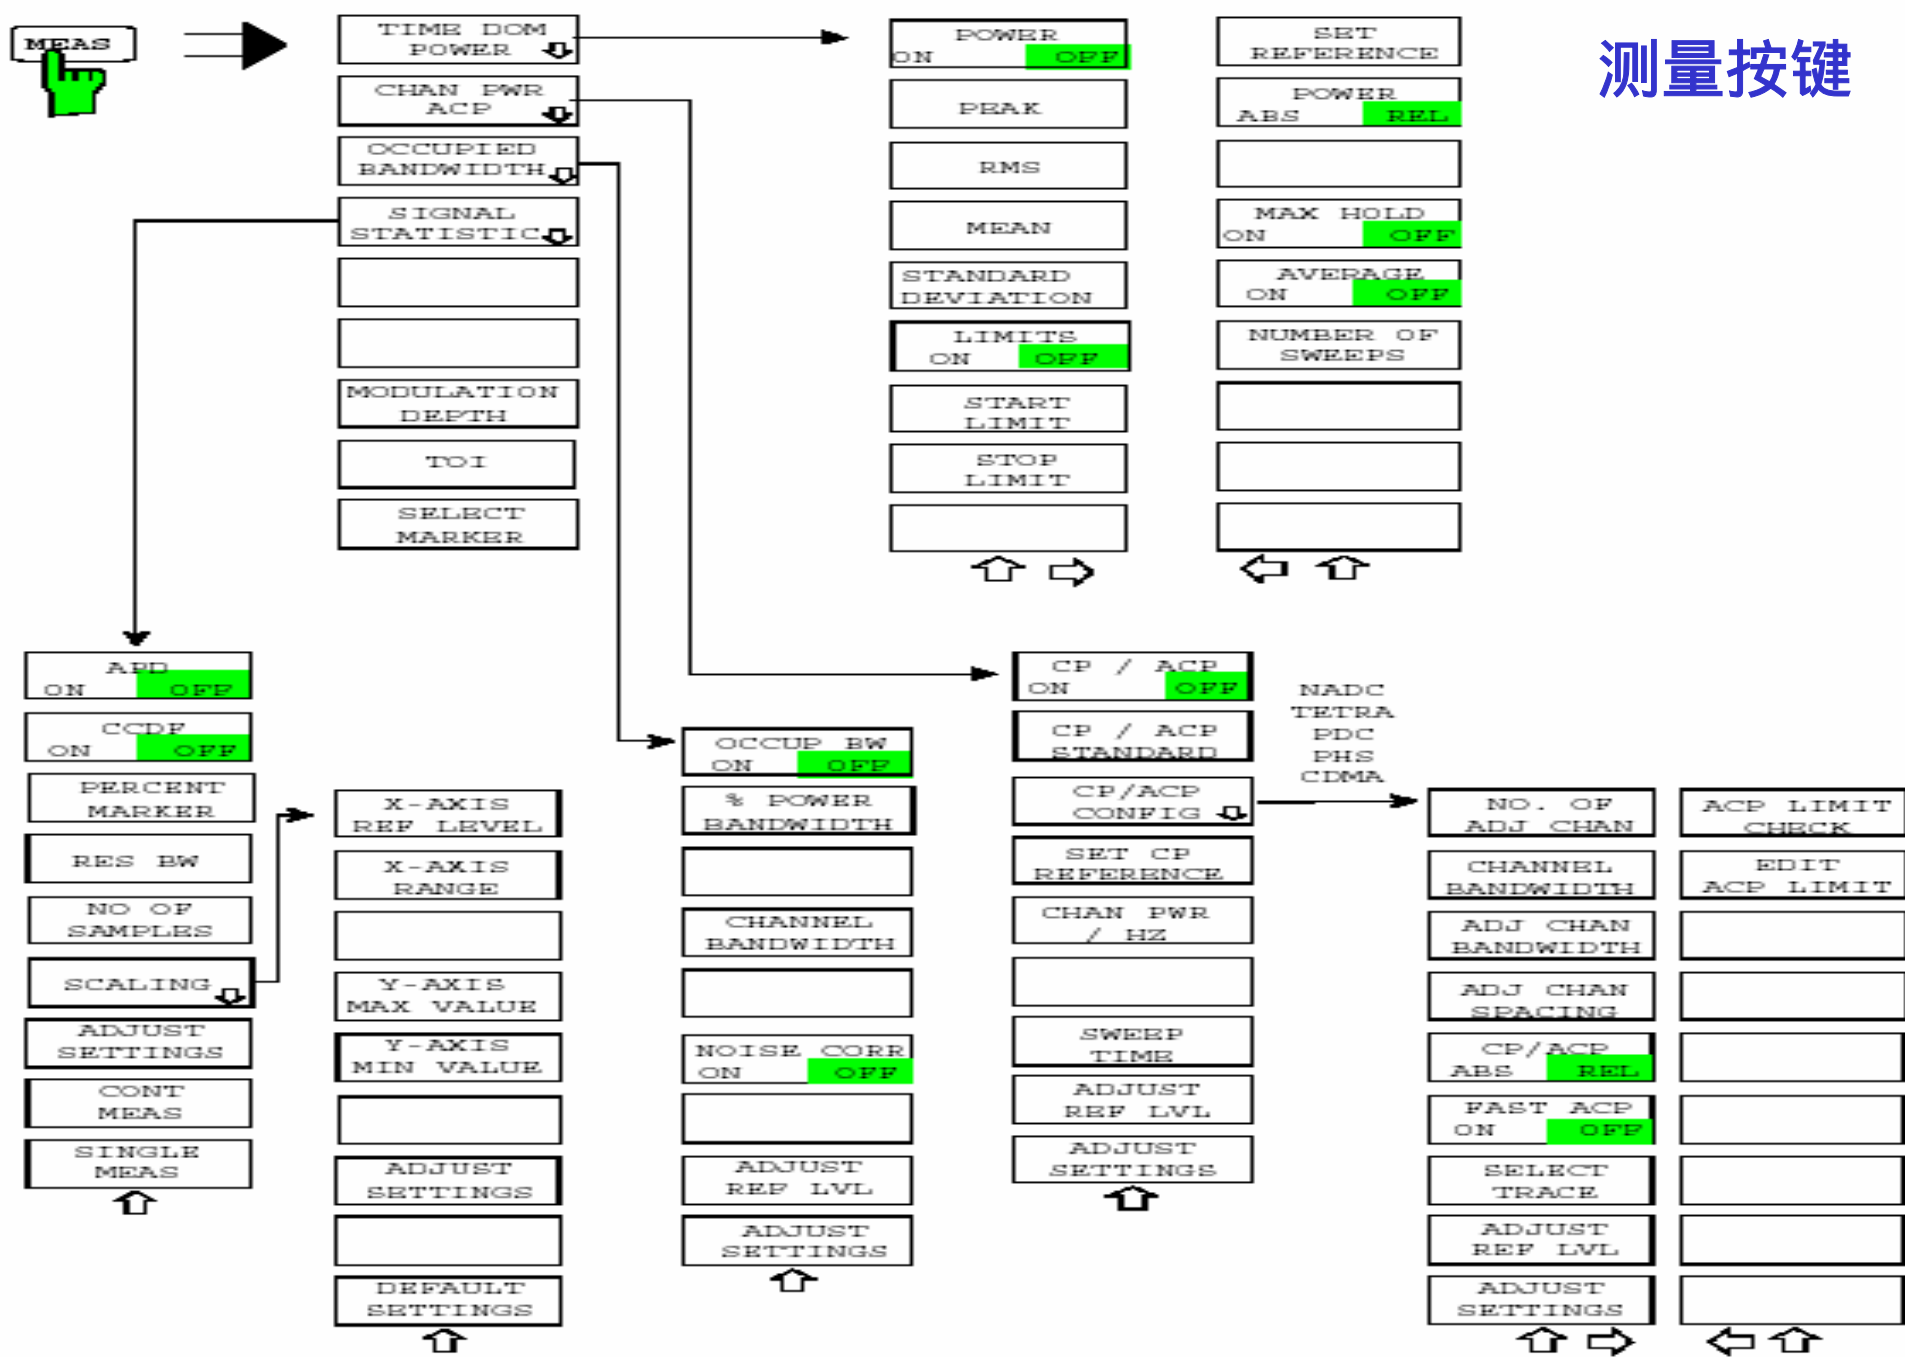 MEAS
测量按键
TIME DOM
POWER
CHAN PWR
ACP
OCCUPIED
BANDWIDTH
SIGNAL
STATISTIC
MODULATION
DEPTH
TOI
SELECT
MARKER
POWER
ON OFF
PEAK
RMS
MEAN
STANDARD
DEVIATION
LIMITS
ON OFF
START
LIMIT
STOP
LIMIT
SET
REFERENCE
POWER
ABS REL
MAX HOLD
ON OFF
AVERAGE
ON OFF
NUMBER OF
SWEEPS
APD
ON OFF
CCDF
ON OFF
PERCENT
MARKER
RES BW
NO OF
SAMPLES
SCALING
ADJUST
SETTINGS
CONT
MEAS
SINGLE
MEAS
X-AXIS
REF LEVEL
X-AXIS
RANGE
Y-AXIS
MAX VALUE
Y-AXIS
MIN VALUE
ADJUST
SETTINGS
DEFAULT
SETTINGS
OCCUP BW
ON OFF
% POWER
BANDWIDTH
CHANNEL
BANDWIDTH
NOISE CORR
ON OFF
ADJUST
REF LVL
ADJUST
SETTINGS
CP / ACP
ON OFF
CP / ACP
STANDARD
CP/ACP
CONFIG
SET CP
REFERENCE
CHAN PWR
/ HZ
SWEEP
TIME
ADJUST
REF LVL
ADJUST
SETTINGS
NADC
TETRA
PDC
PHS
CDMA
NO. OF
ADJ CHAN
CHANNEL
BANDWIDTH
ADJ CHAN
BANDWIDTH
ADJ CHAN
SPACING
CP/ACP
ABS REL
FAST ACP
ON OFF
SELECT
TRACE
ADJUST
REF LVL
ADJUST
SETTINGS
ACP LIMIT
CHECK
EDIT
ACP LIMIT